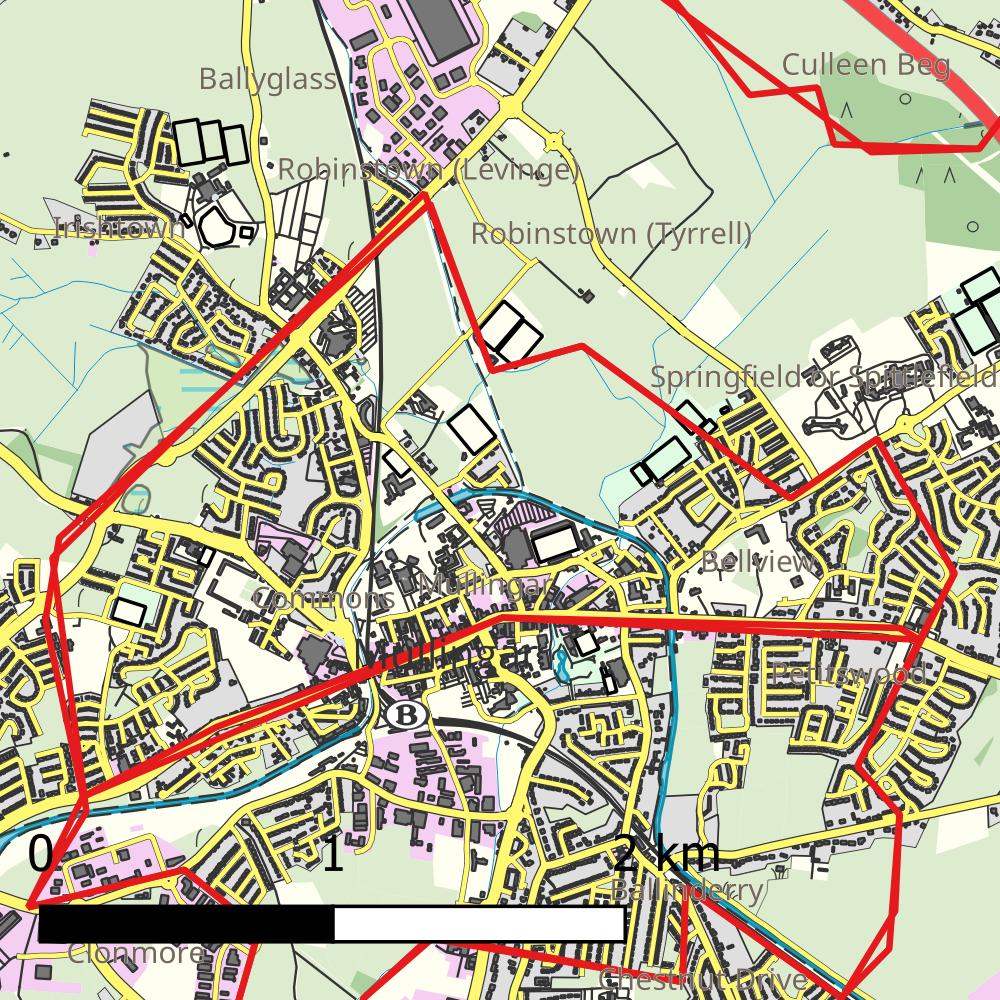 Culleen Beg
Ballyglass
Robinstown (Levinge)
Irishtown
Robinstown (Tyrrell)
Springfield or Spittlefield
Bellview
Mullingar
Commons
Mullingar
Petitswood
B
0 1 2 km
Ballinderry
Clonmore
Chestnut Drive